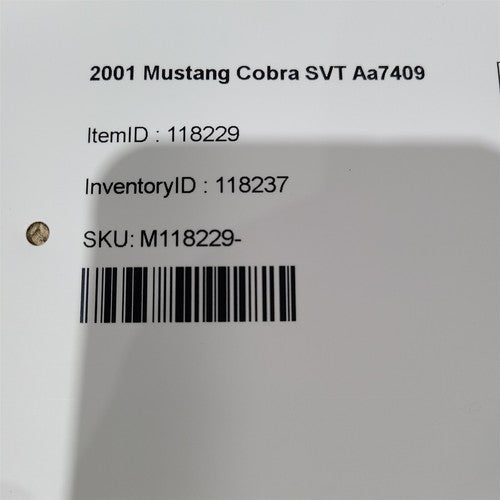 2001 Mustang Cobra SVT Aa7409
ItemID : 118229
InventoryID : 118237
SKU: M118229-